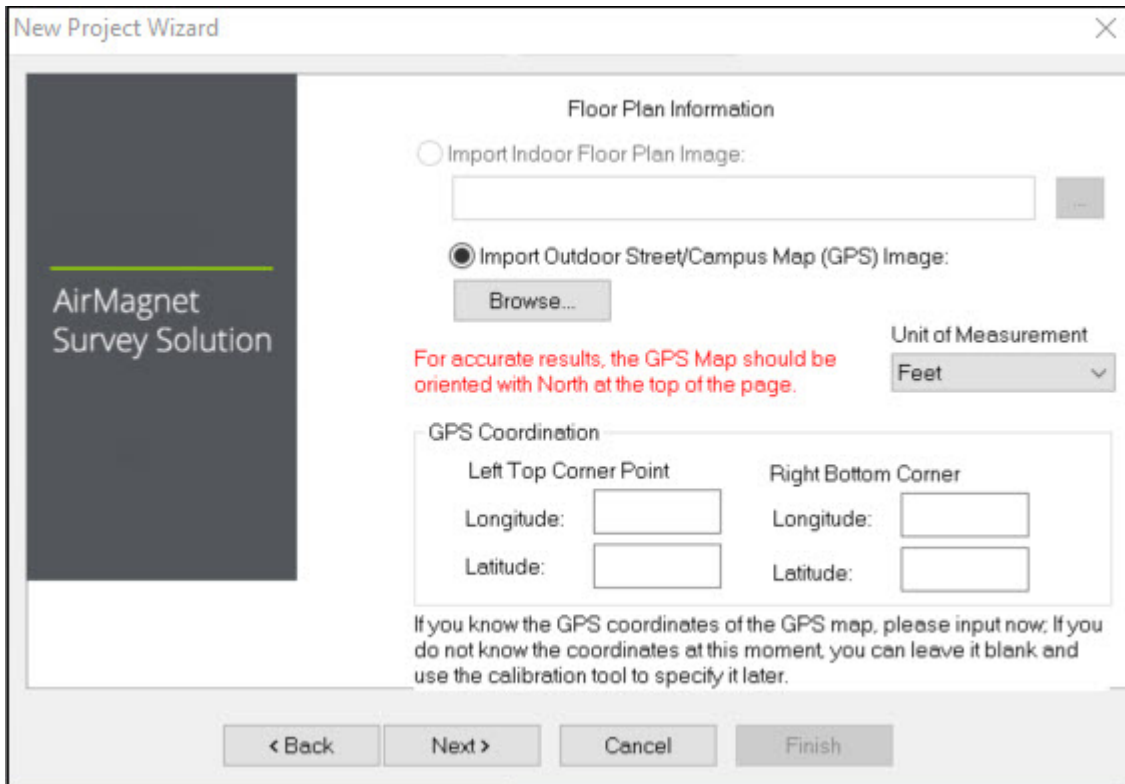 New Project Wizard
Floor Plan Information
Import Indoor Floor Plan Image:
...
Import Outdoor Street/Campus Map (GPS) Image:
Browse...
AirMagnet
Survey Solution
Unit of Measurement
For accurate results, the GPS Map should be
oriented with North at the top of the page.
Feet
GPS Coordination
Left Top Corner Point
Right Bottom Corner
Longitude:
Longitude:
Latitude:
Latitude:
If you know the GPS coordinates of the GPS map, please input now; If you
do not know the coordinates at this moment, you can leave it blank and
use the calibration tool to specify it later.
< Back
Next >
Cancel
Finish